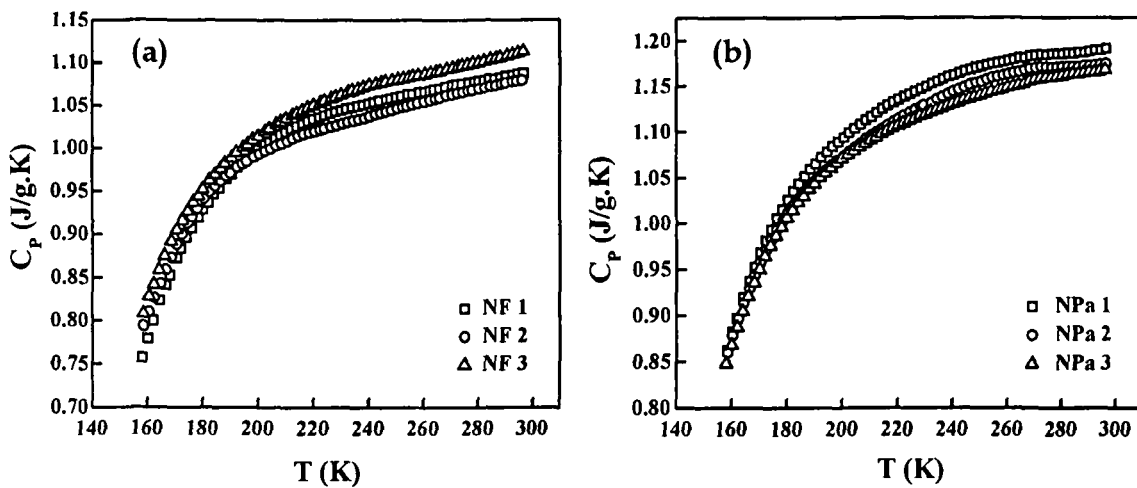 (a)
C_P (J/g.K)
1.15
1.10
1.05
1.00
0.95
0.90
0.85
0.80
0.75
0.70
140 160 180 200 220 240 260 280 300
T (K)
NF 1
NF 2
NF 3
(b)
C_P (J/g.K)
1.20
1.15
1.10
1.05
1.00
0.95
0.90
0.85
0.80
140 160 180 200 220 240 260 280 300
T (K)
NPa 1
NPa 2
NPa 3